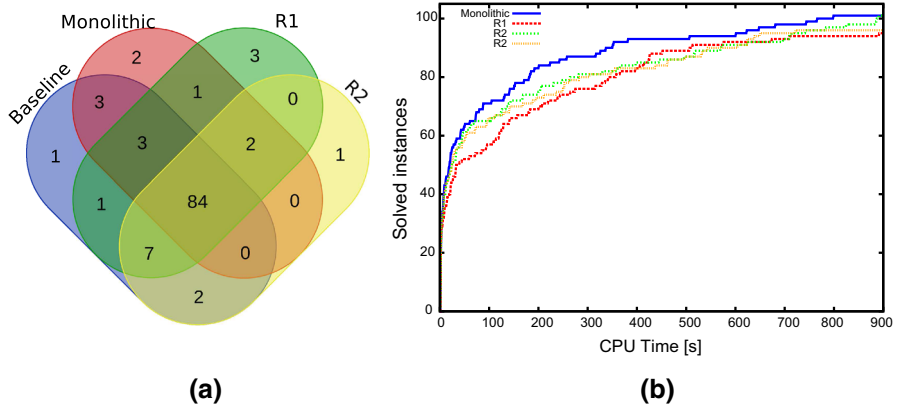 Monolithic
R1
Baseline
R2
2
3
3
1
0
1
3
2
1
1
84
0
7
0
2
(a)
Monolithic
R1
R2
R2
Solved instances
100
80
60
40
20
0
0 100 200 300 400 500 600 700 800 900
CPU Time [s]
(b)